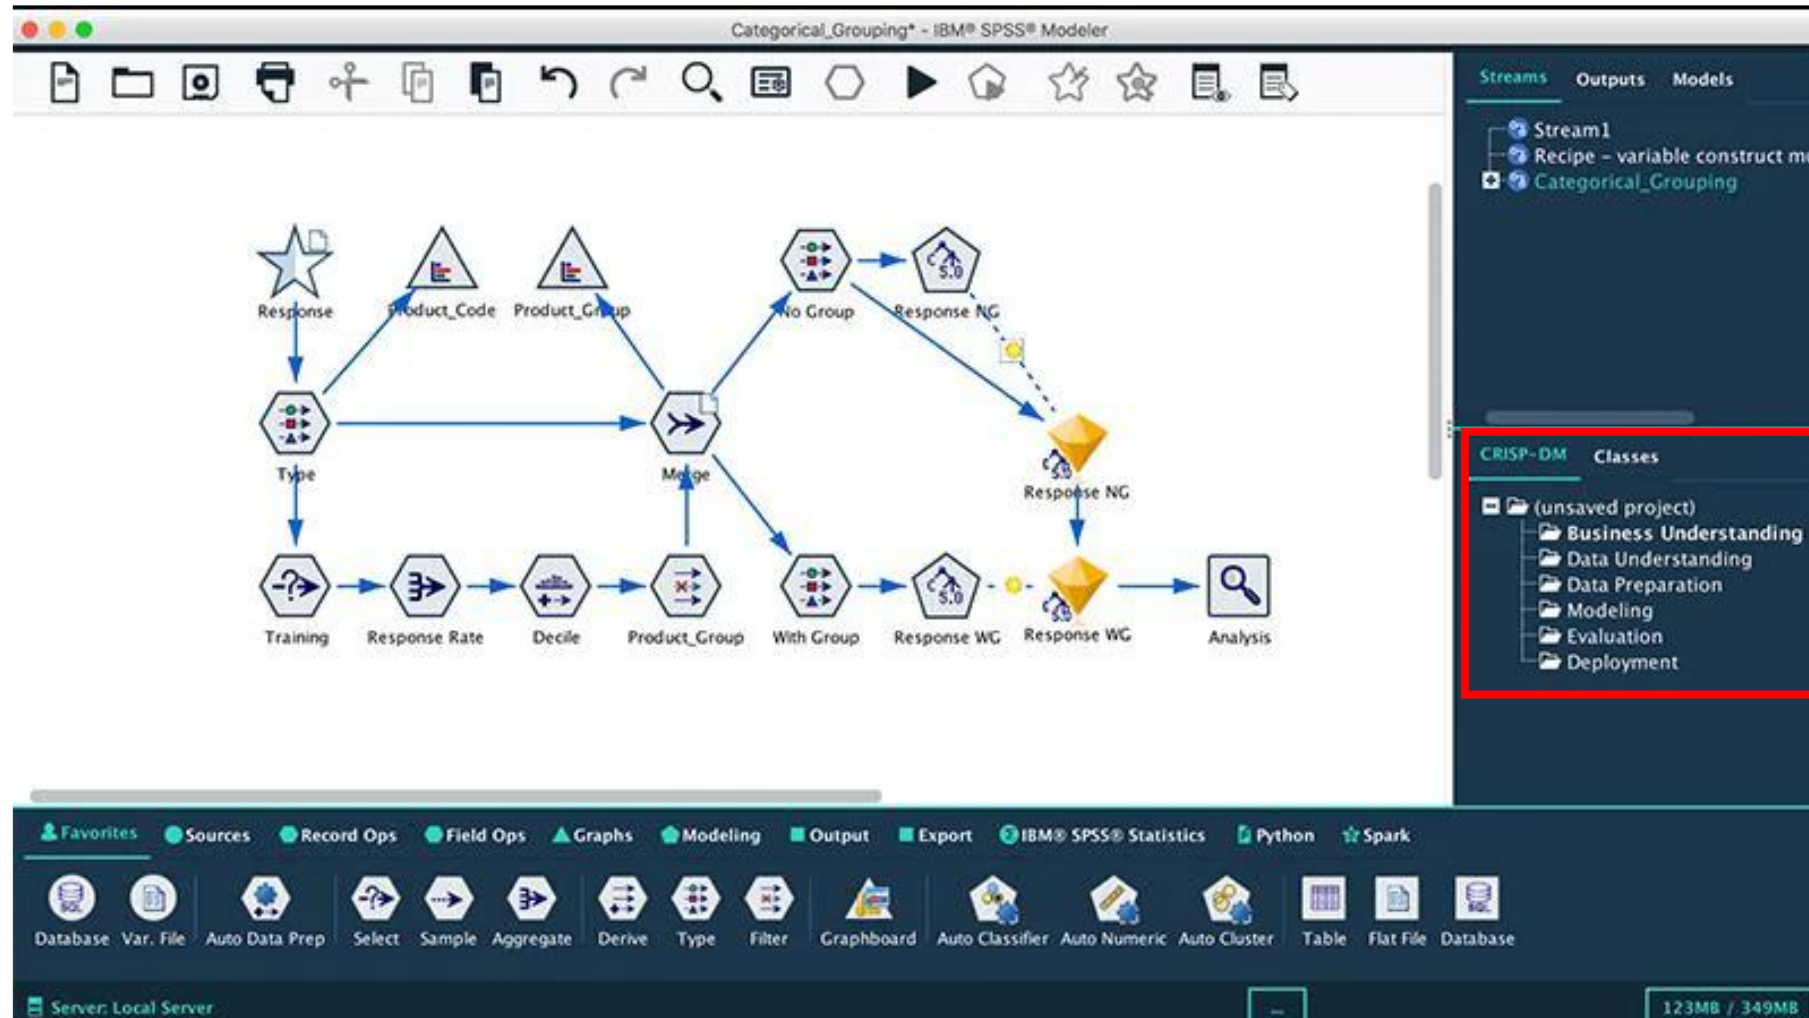 Categorical_Grouping* - IBM® SPSS® Modeler
Streams Outputs Models
Stream1
Recipe - variable construct
Categorical_Grouping
Response
Product_Code
Product_Group
No Group
Response NG
Type
Merge
Response NG
Training
Response Rate
Decile
Product_Group
With Group
Response WG
Response WG
Analysis
CRISP-DM Classes
(unsaved project)
Business Understanding
Data Understanding
Data Preparation
Modeling
Evaluation
Deployment
Favorites Sources Record Ops Field Ops Graphs Modeling Output Export IBM® SPSS® Statistics Python Spark
Database Var. File Auto Data Prep Select Sample Aggregate Derive Type Filter Graphboard Auto Classifier Auto Numeric Auto Cluster Table Flat File Database
Server: Local Server
123MB / 349MB